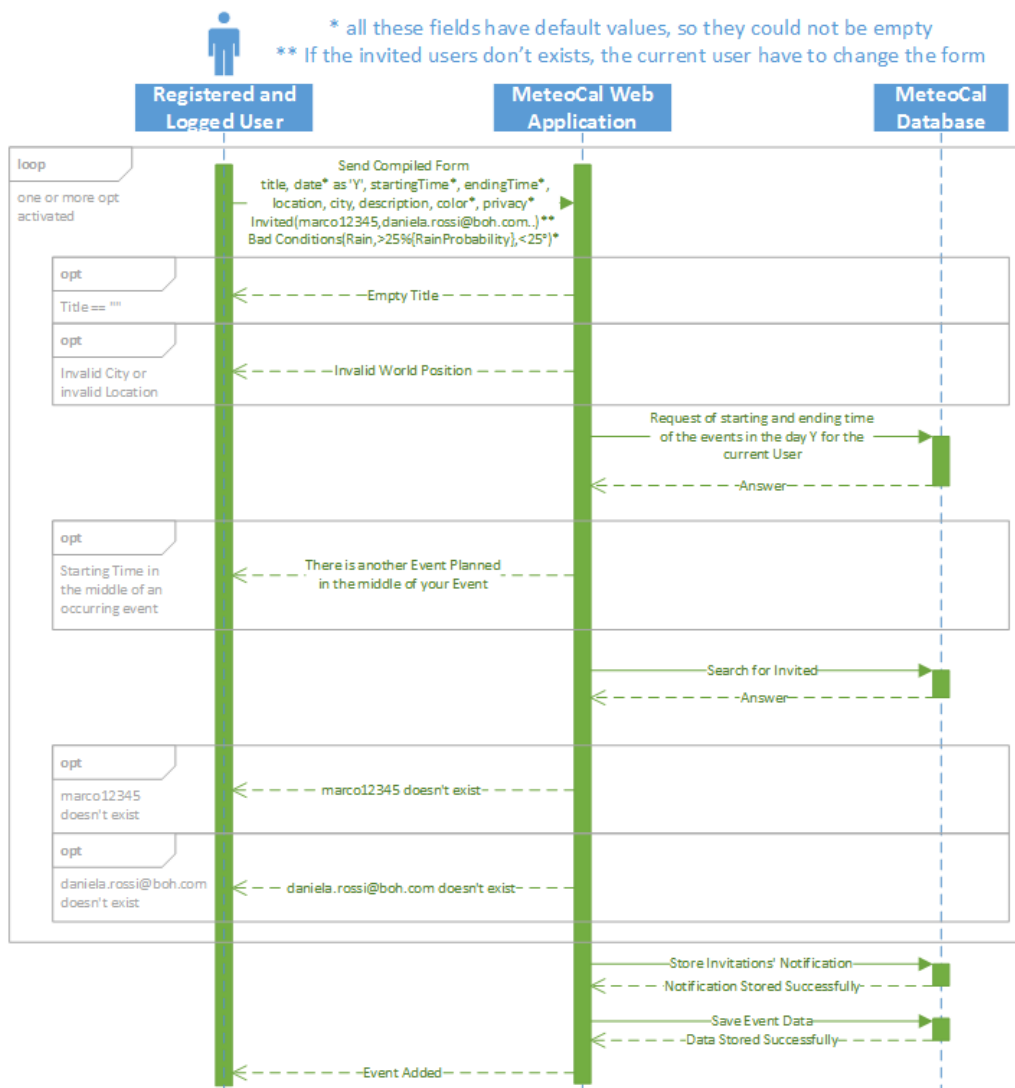 * all these fields have default values, so they could not be empty
** If the invited users don't exists, the current user have to change the form
Registered and
Logged User
MeteoCal Web
Application
MeteoCal
Database
loop
one or more opt
activated
Send Compiled Form
title, date* as 'Y', startingTime*, endingTime*,
location, city, description, color*, privacy*
Invited(marco12345,daniela.rossi@boh.com..)**
Bad Conditions(Rain,>25%{RainProbability},<25°)*
opt
Title == ""
Empty Title
opt
Invalid City or
invalid Location
Invalid World Position
Request of starting and ending time
of the events in the day Y for the
current User
Answer
opt
Starting Time in
the middle of an
occurring event
There is another Event Planned
in the middle of your Event
Search for Invited
Answer
opt
marco12345
doesn't exist
marco12345 doesn't exist
opt
daniela.rossi@boh.com
doesn't exist
daniela.rossi@boh.com doesn't exist
Store Invitations' Notification
Notification Stored Successfully
Save Event Data
Data Stored Successfully
Event Added